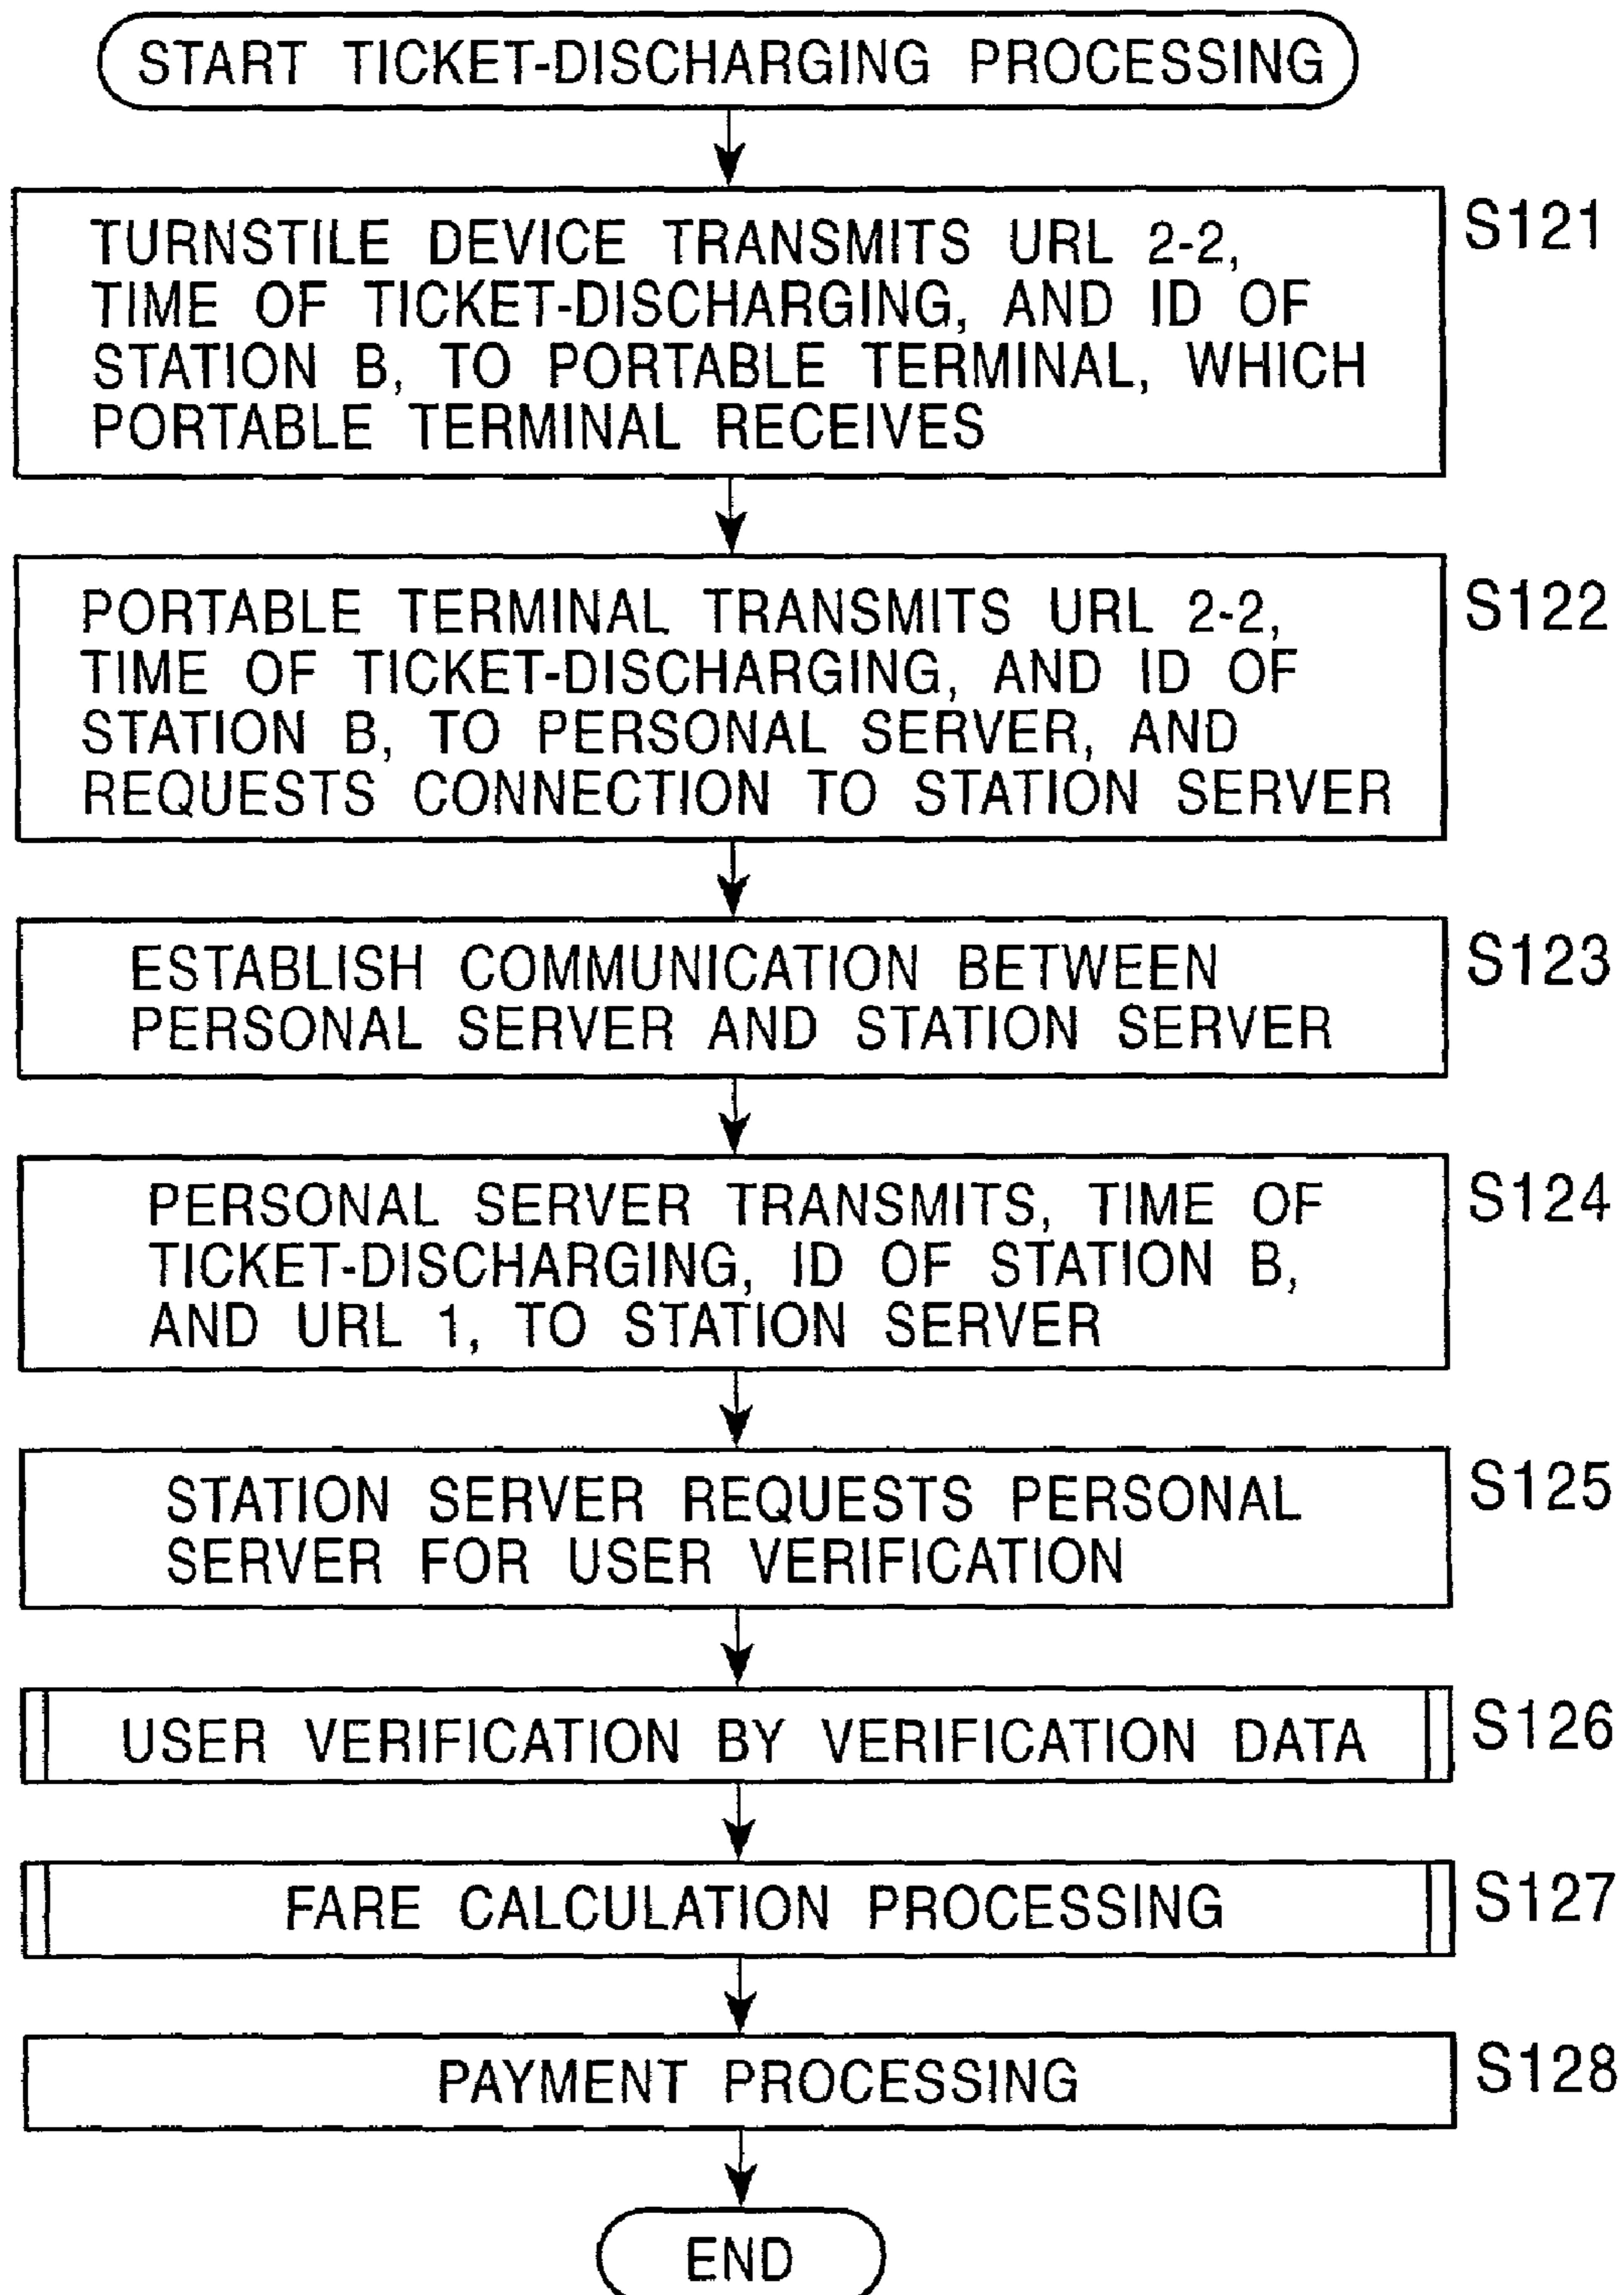 START TICKET-DISCHARGING PROCESSING
TURNSTILE DEVICE TRANSMITS URL 2-2,
TIME OF TICKET-DISCHARGING, AND ID OF
STATION B, TO PORTABLE TERMINAL, WHICH
PORTABLE TERMINAL RECEIVES
S121
PORTABLE TERMINAL TRANSMITS URL 2-2,
TIME OF TICKET-DISCHARGING, AND ID OF
STATION B, TO PERSONAL SERVER, AND
REQUESTS CONNECTION TO STATION SERVER
S122
ESTABLISH COMMUNICATION BETWEEN
PERSONAL SERVER AND STATION SERVER
S123
PERSONAL SERVER TRANSMITS, TIME OF
TICKET-DISCHARGING, ID OF STATION B,
AND URL 1, TO STATION SERVER
S124
STATION SERVER REQUESTS PERSONAL
SERVER FOR USER VERIFICATION
S125
USER VERIFICATION BY VERIFICATION DATA
S126
FARE CALCULATION PROCESSING
S127
PAYMENT PROCESSING
S128
END